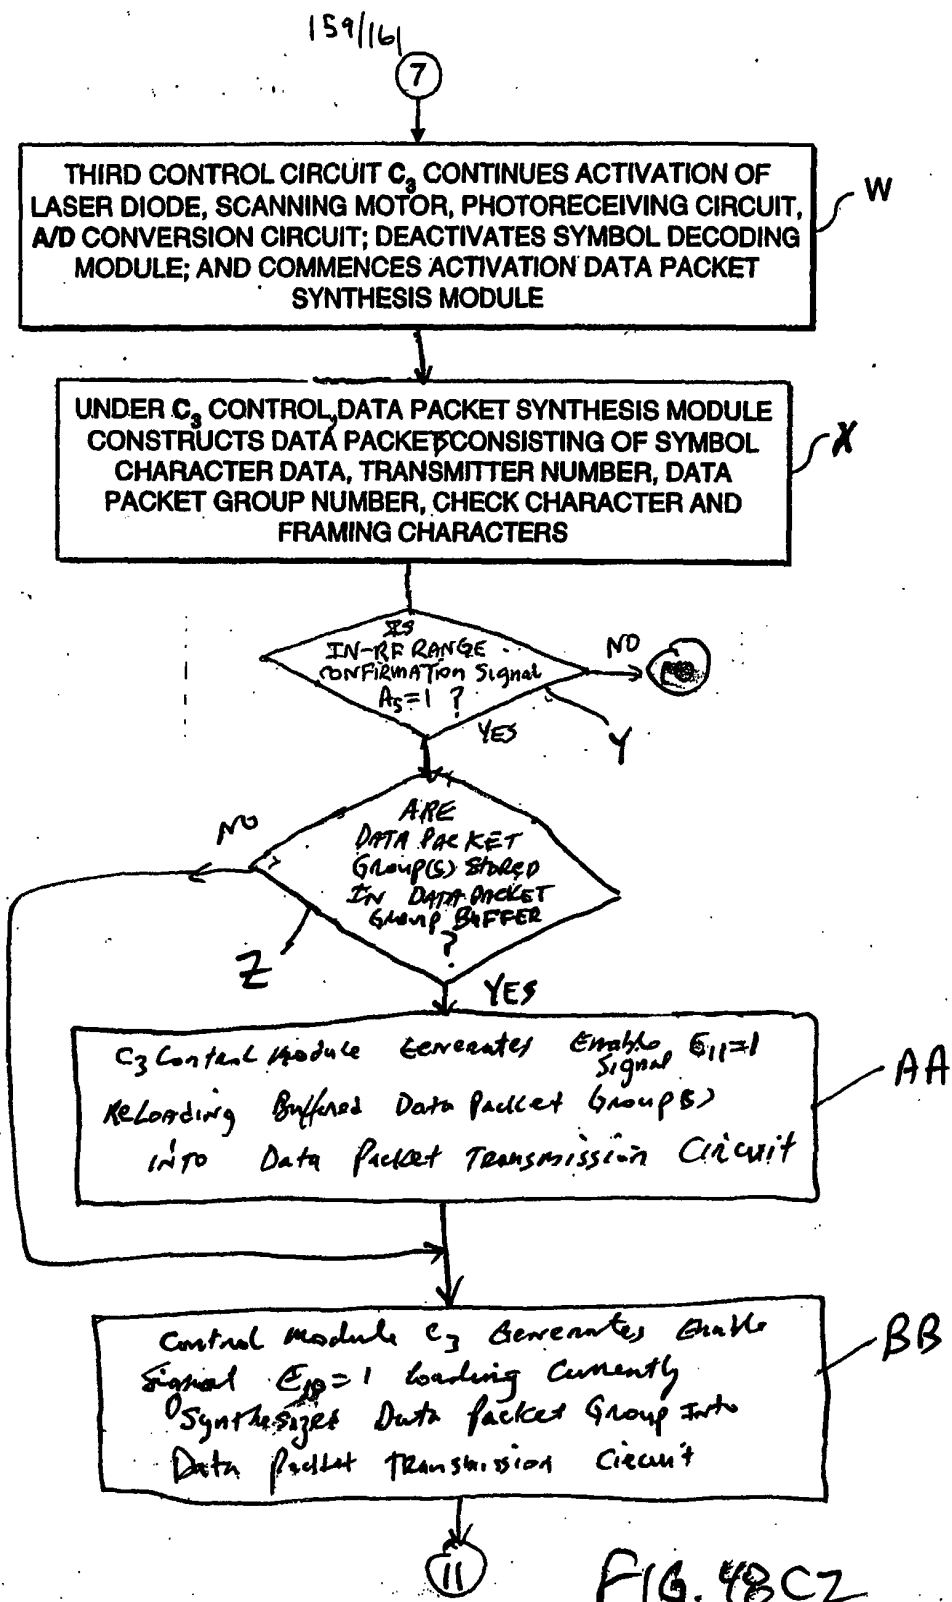 159/161
7
THIRD CONTROL CIRCUIT C3 CONTINUES ACTIVATION OF
LASER DIODE, SCANNING MOTOR, PHOTORECEIVING CIRCUIT,
A/D CONVERSION CIRCUIT; DEACTIVATES SYMBOL DECODING
MODULE; AND COMMENCES ACTIVATION DATA PACKET
SYNTHESIS MODULE
W
UNDER C3 CONTROL, DATA PACKET SYNTHESIS MODULE
CONSTRUCTS DATA PACKETS CONSISTING OF SYMBOL
CHARACTER DATA, TRANSMITTER NUMBER, DATA
PACKET GROUP NUMBER, CHECK CHARACTER AND
FRAMING CHARACTERS
X
IS
IN-RF RANGE
CONFIRMATION Signal
A5=1 ?
NO
YES
Y
ARE
DATA PACKET
GROUP(S) STORED
IN DATA PACKET
GROUP BUFFER
?
NO
Z
YES
C3 Control Module Generates Enable
Signal E11=1
ReLoading Buffered Data Packet Group(s)
INTO Data Packet Transmission Circuit
AA
Control Module C3 Generates Enable
Signal =1 loading Currently
Synthesized Data Packet Group Into
Data Packet Transmission Circuit
BB
11
FIG. 48C2